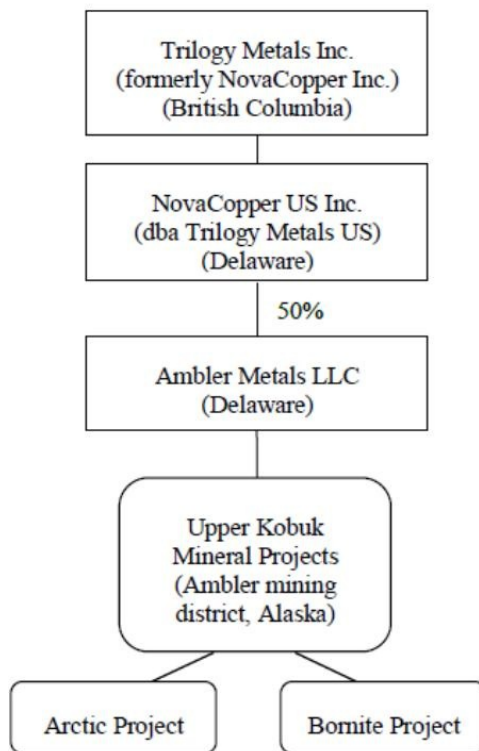 Trilogy Metals Inc.
(formerly NovaCopper Inc.)
(British Columbia)
NovaCopper US Inc.
(dba Trilogy Metals US)
(Delaware)
50%
Ambler Metals LLC
(Delaware)
Upper Kobuk
Mineral Projects
(Ambler mining
district, Alaska)
Arctic Project
Bornite Project